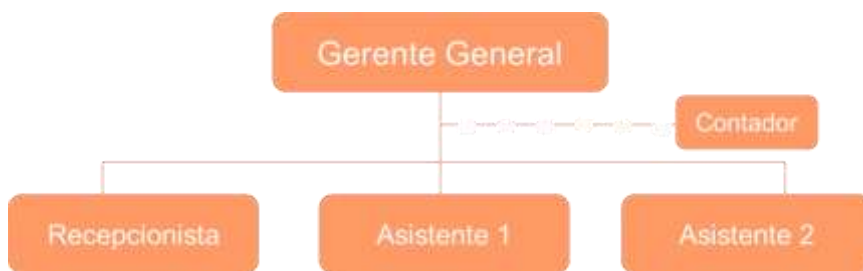 Gerente General
Contador
Recepcionista
Asistente 1
Asistente 2